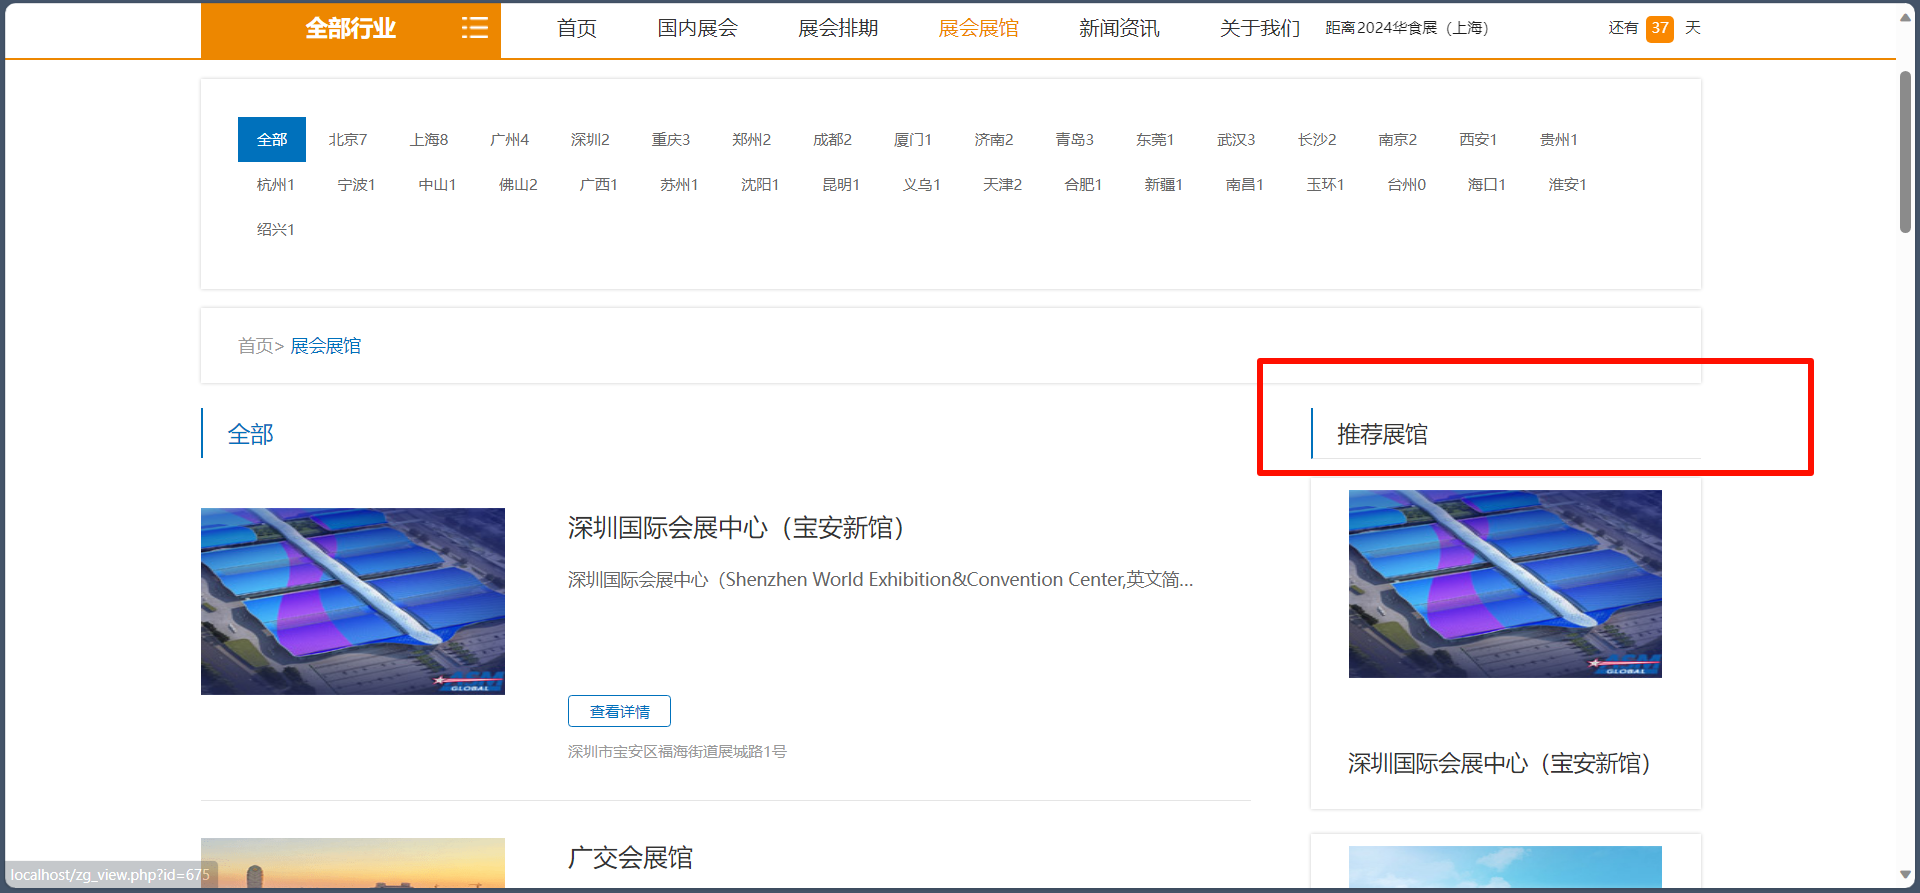 全部行业
首页 国内展会 展会排期 展会展馆 新闻资讯 关于我们 距离2024华食展（上海） 还有 37 天
全部 北京7 上海8 广州4 深圳2 重庆3 郑州2 成都2 厦门1 济南2 青岛3 东莞1 武汉3 长沙2 南京2 西安1 贵州1
杭州1 宁波1 中山1 佛山2 广西1 苏州1 沈阳1 昆明1 义乌1 天津2 合肥1 新疆1 南昌1 玉环1 台州0 海口1 淮安1
绍兴1
首页> 展会展馆
全部
推荐展馆
深圳国际会展中心（宝安新馆）
深圳国际会展中心（Shenzhen World Exhibition&Convention Center,英文简...
GLOBAL
查看详情
深圳市宝安区福海街道展城路1号
GLOBAL
深圳国际会展中心（宝安新馆）
广交会展馆
localhost/zg_view.php?id=675